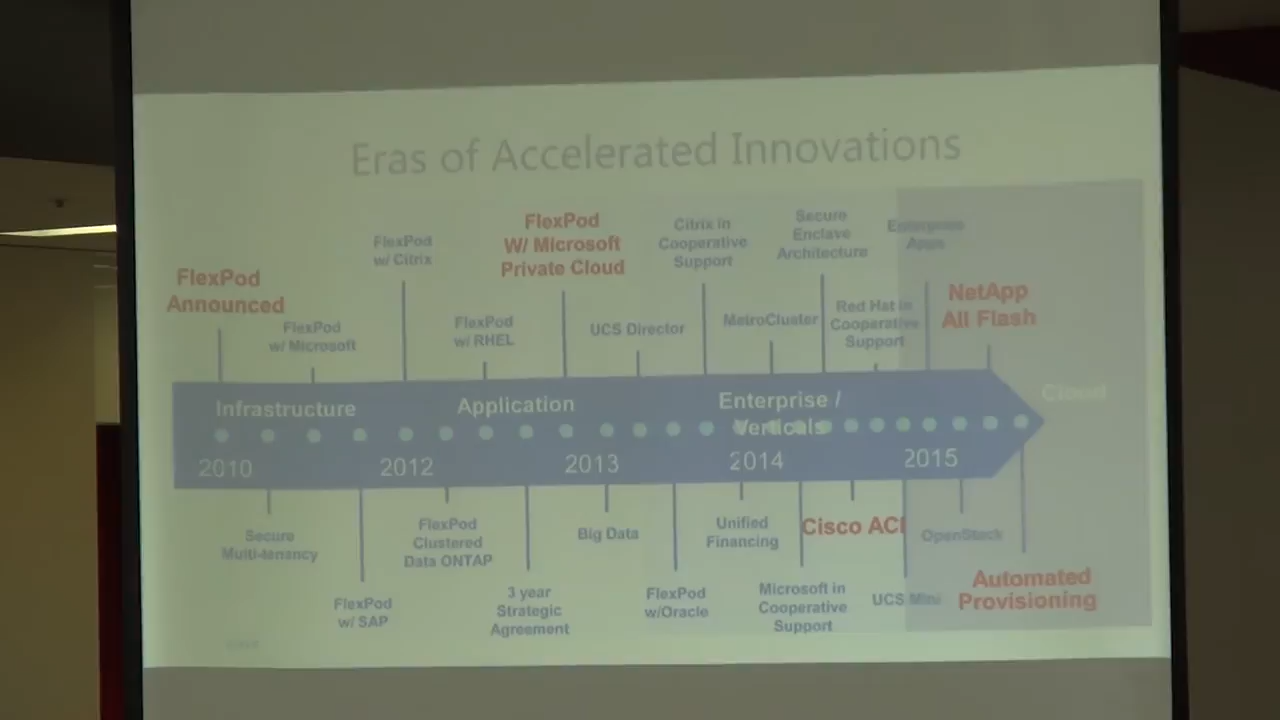 Eras of Accelerated Innovations
FlexPod
Announced
FlexPod
w/ Microsoft
FlexPod
w/ Citrix
FlexPod
w/ RHEL
FlexPod
W/ Microsoft
Private Cloud
UCS Director
Citrix in
Cooperative
Support
MetroCluster
Secure
Enclave
Architecture
Red Hat in
Cooperative
Support
Enterprise
Apps
NetApp
All Flash
Infrastructure
Application
Enterprise /
Verticals
Cloud
2010
2012
2013
2014
2015
Secure
Multi-tenancy
FlexPod
w/ SAP
FlexPod
Clustered
Data ONTAP
3 year
Strategic
Agreement
Big Data
FlexPod
w/Oracle
Unified
Financing
Microsoft in
Cooperative
Support
Cisco ACI
UCS Mini
OpenStack
Automated
Provisioning